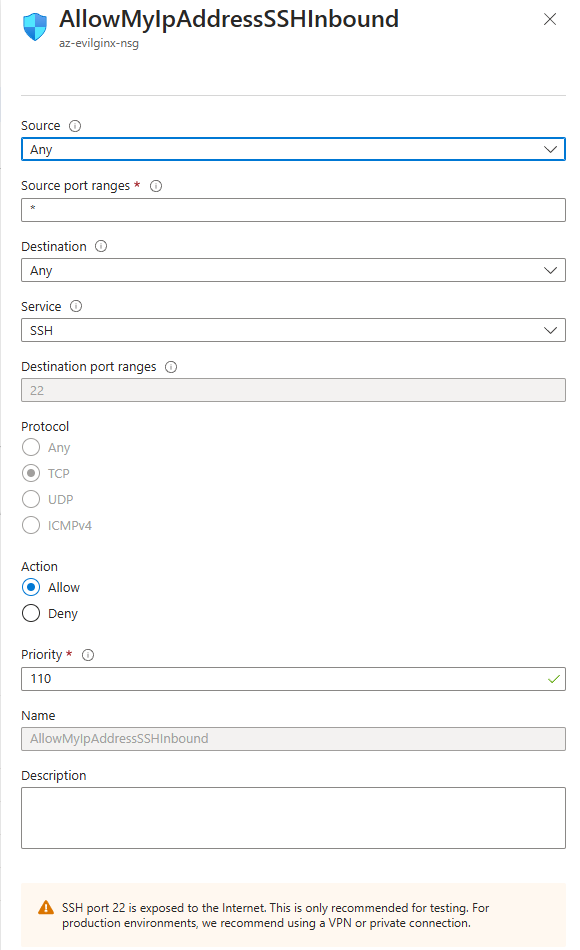 AllowMyIpAddressSSHInbound
az-evilginx-nsg
Source
Any
Source port ranges *
*
Destination
Any
Service
SSH
Destination port ranges
22
Protocol
Any
TCP
UDP
ICMPv4
Action
Allow
Deny
Priority *
110
Name
AllowMyIpAddressSSHInbound
Description
SSH port 22 is exposed to the Internet. This is only recommended for testing. For
production environments, we recommend using a VPN or private connection.